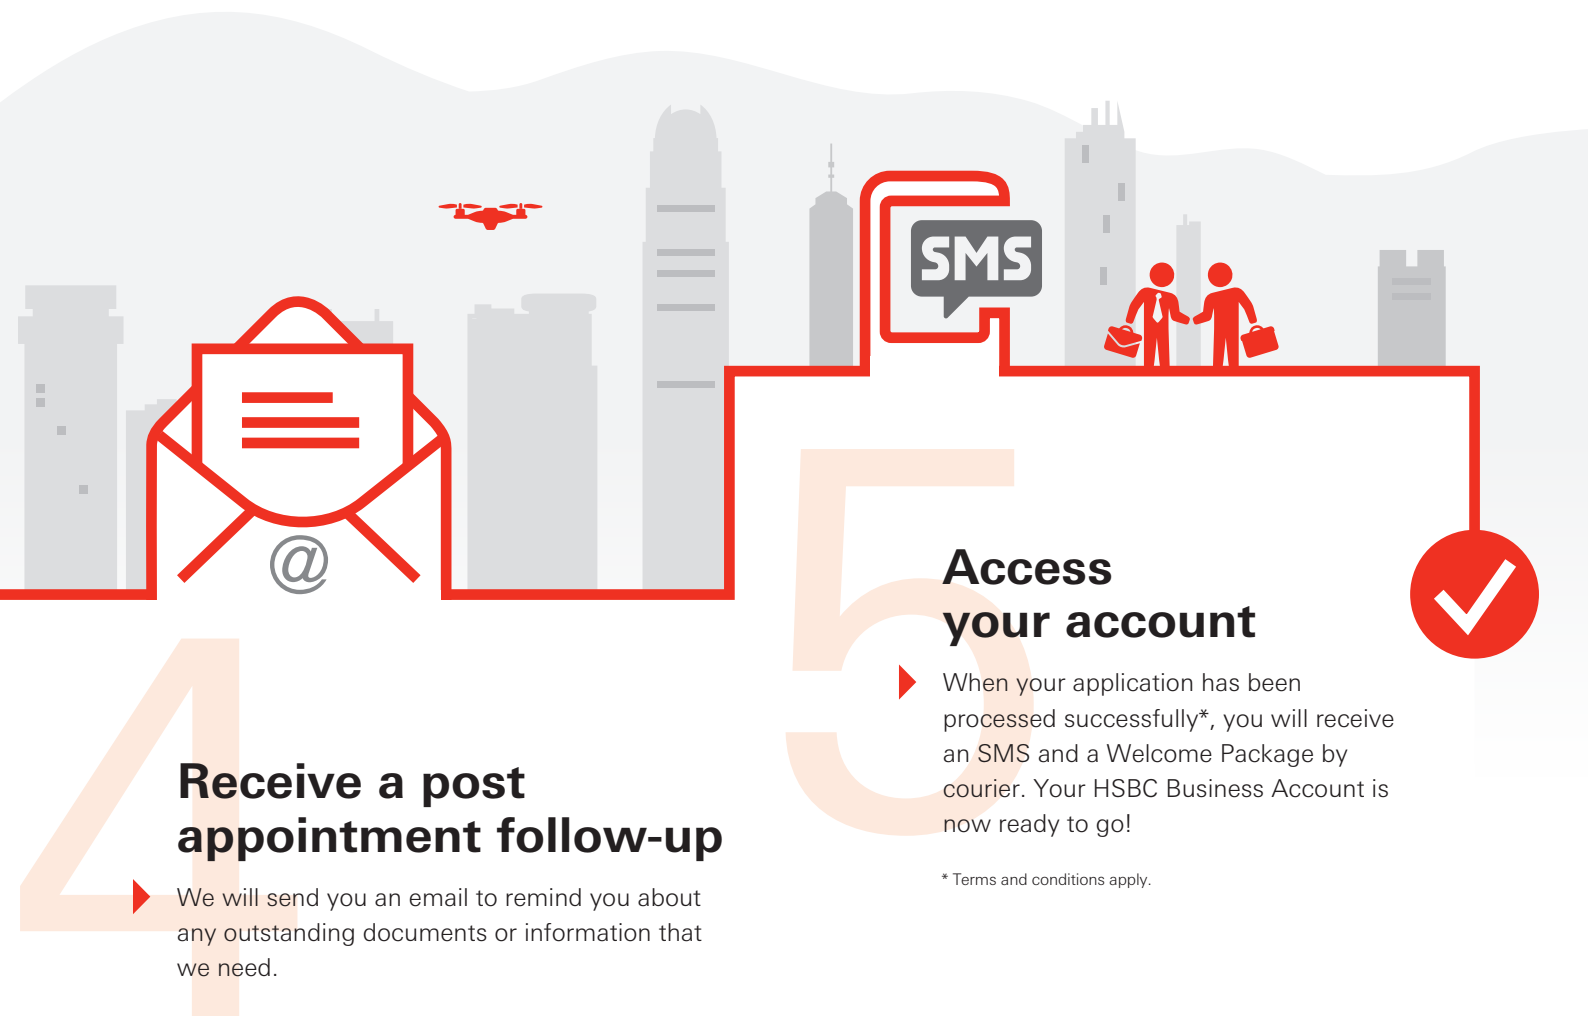 SMS
@
4
Receive a post
appointment follow-up
We will send you an email to remind you about
any outstanding documents or information that
we need.
5
Access
your account
When your application has been
processed successfully*, you will receive
an SMS and a Welcome Package by
courier. Your HSBC Business Account is
now ready to go!
* Terms and conditions apply.